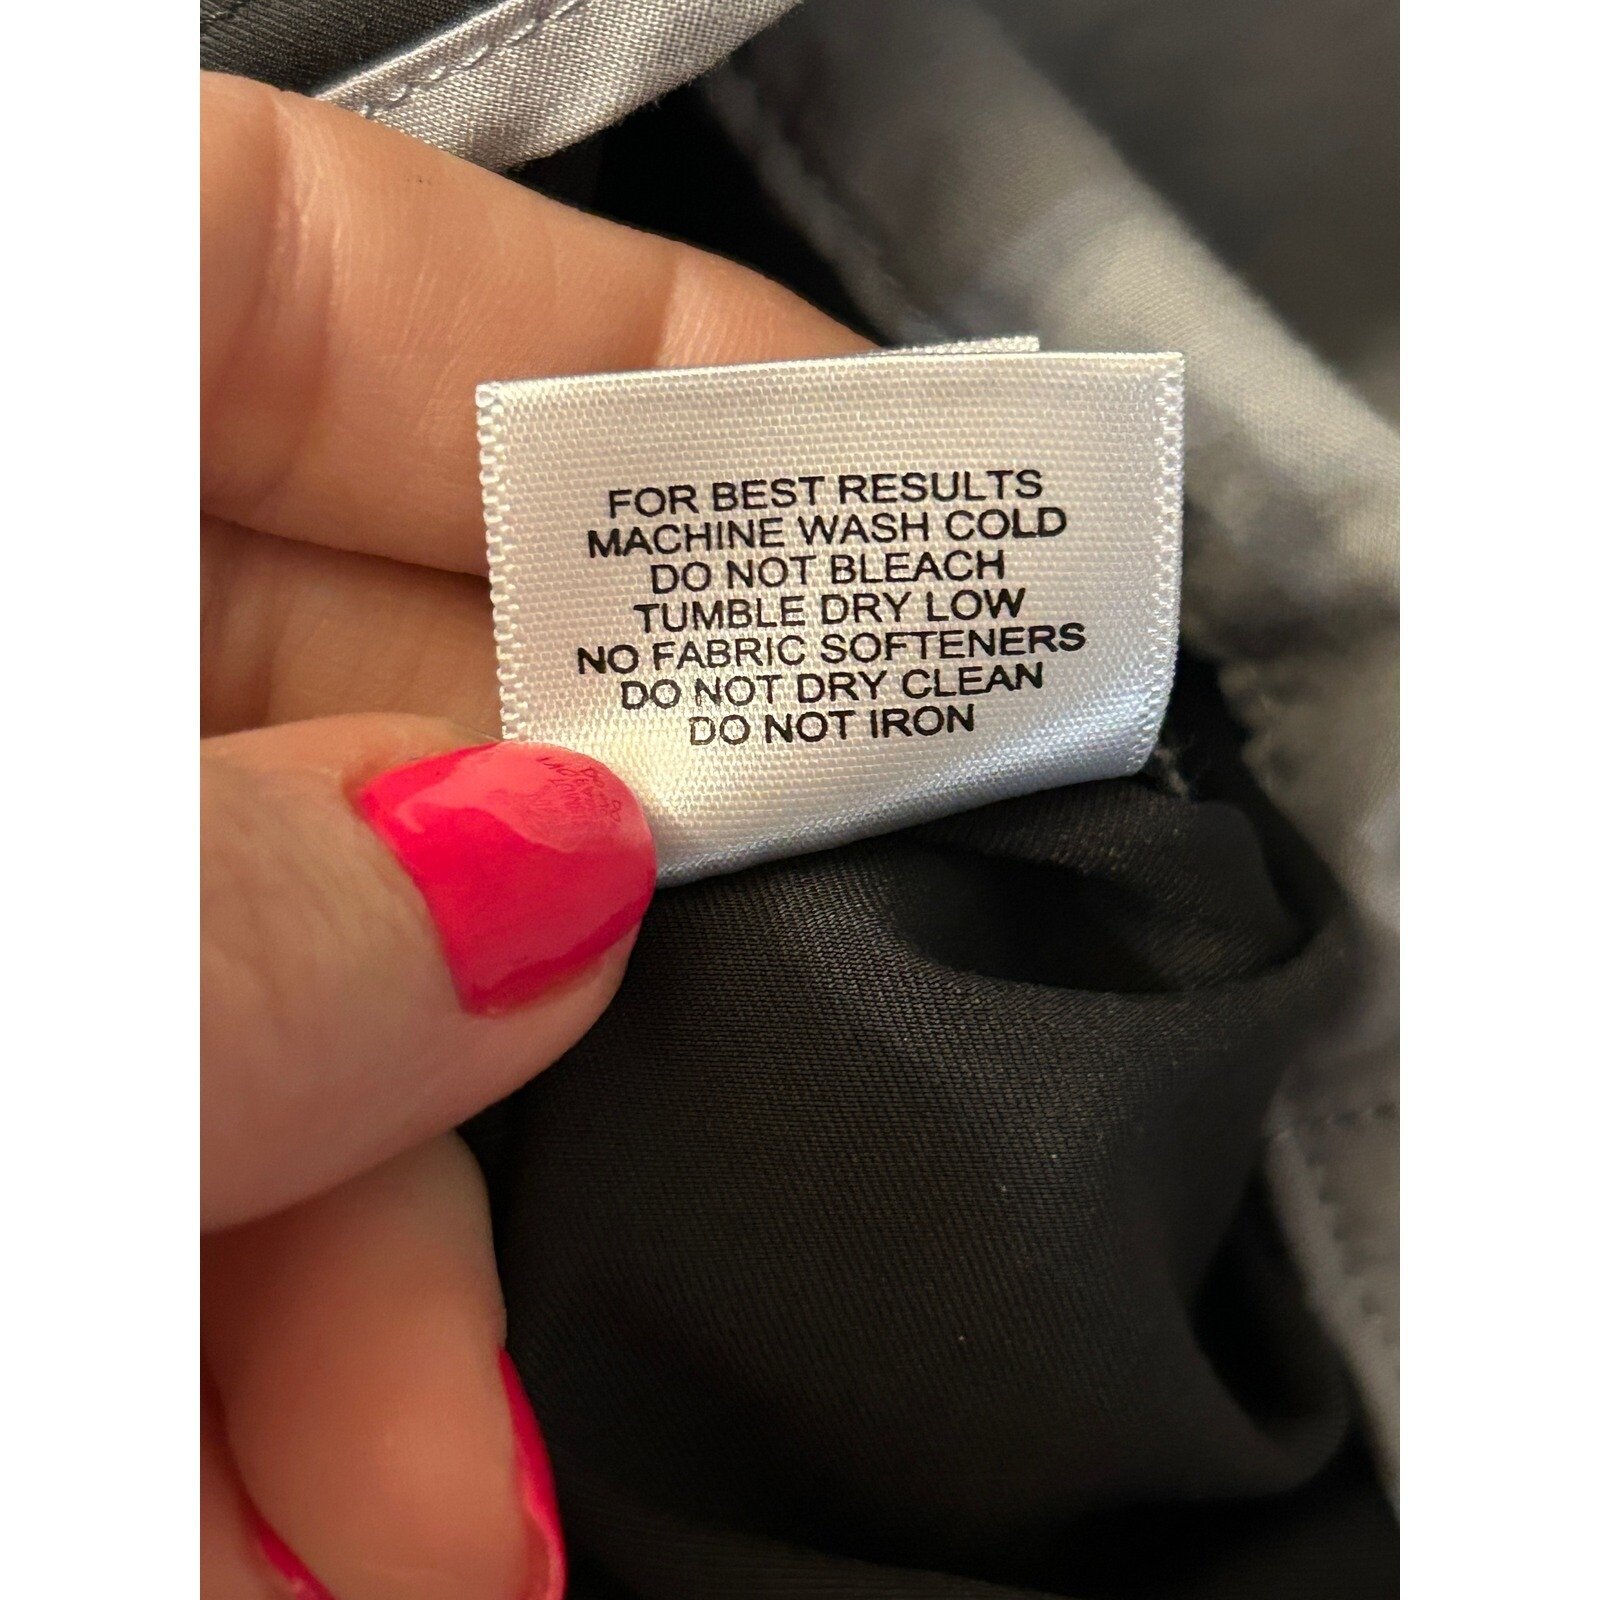 FOR BEST RESULTS
MACHINE WASH COLD
DO NOT BLEACH
TUMBLE DRY LOW
NO FABRIC SOFTENERS
DO NOT DRY CLEAN
DO NOT IRON